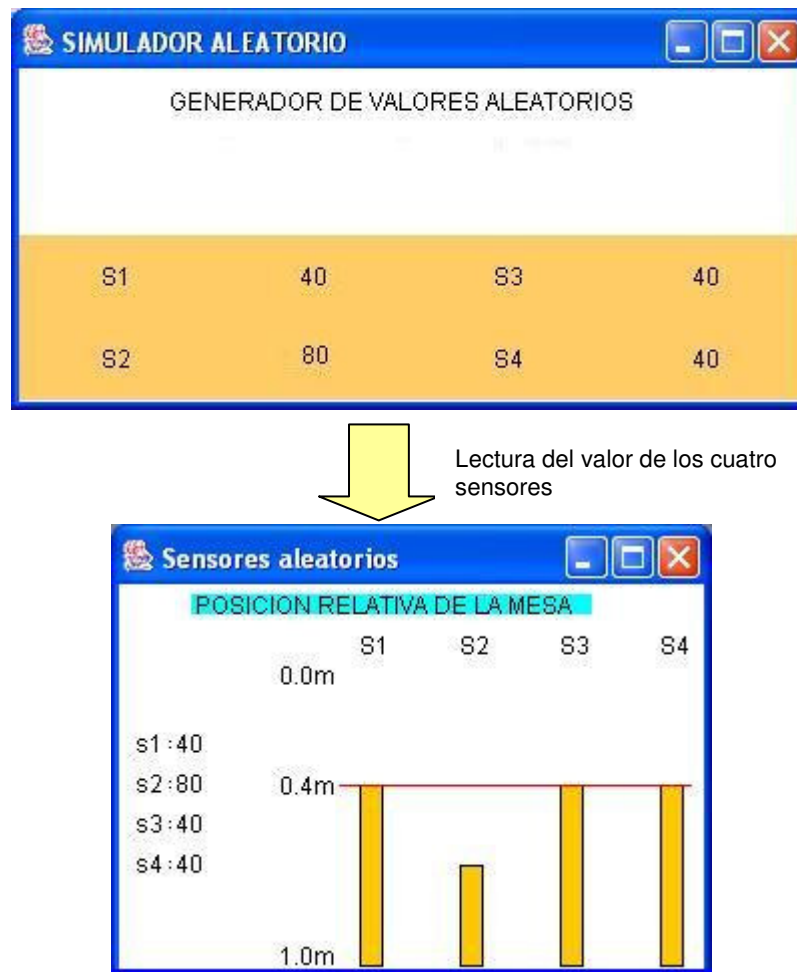 SIMULADOR ALEATORIO
GENERADOR DE VALORES ALEATORIOS
S1 40 S3 40
S2 80 S4 40
Lectura del valor de los cuatro
sensores
Sensores aleatorios
POSICION RELATIVA DE LA MESA
S1 S2 S3 S4
0.0m
s1:40
s2:80 0.4m
s3:40
s4:40
1.0m